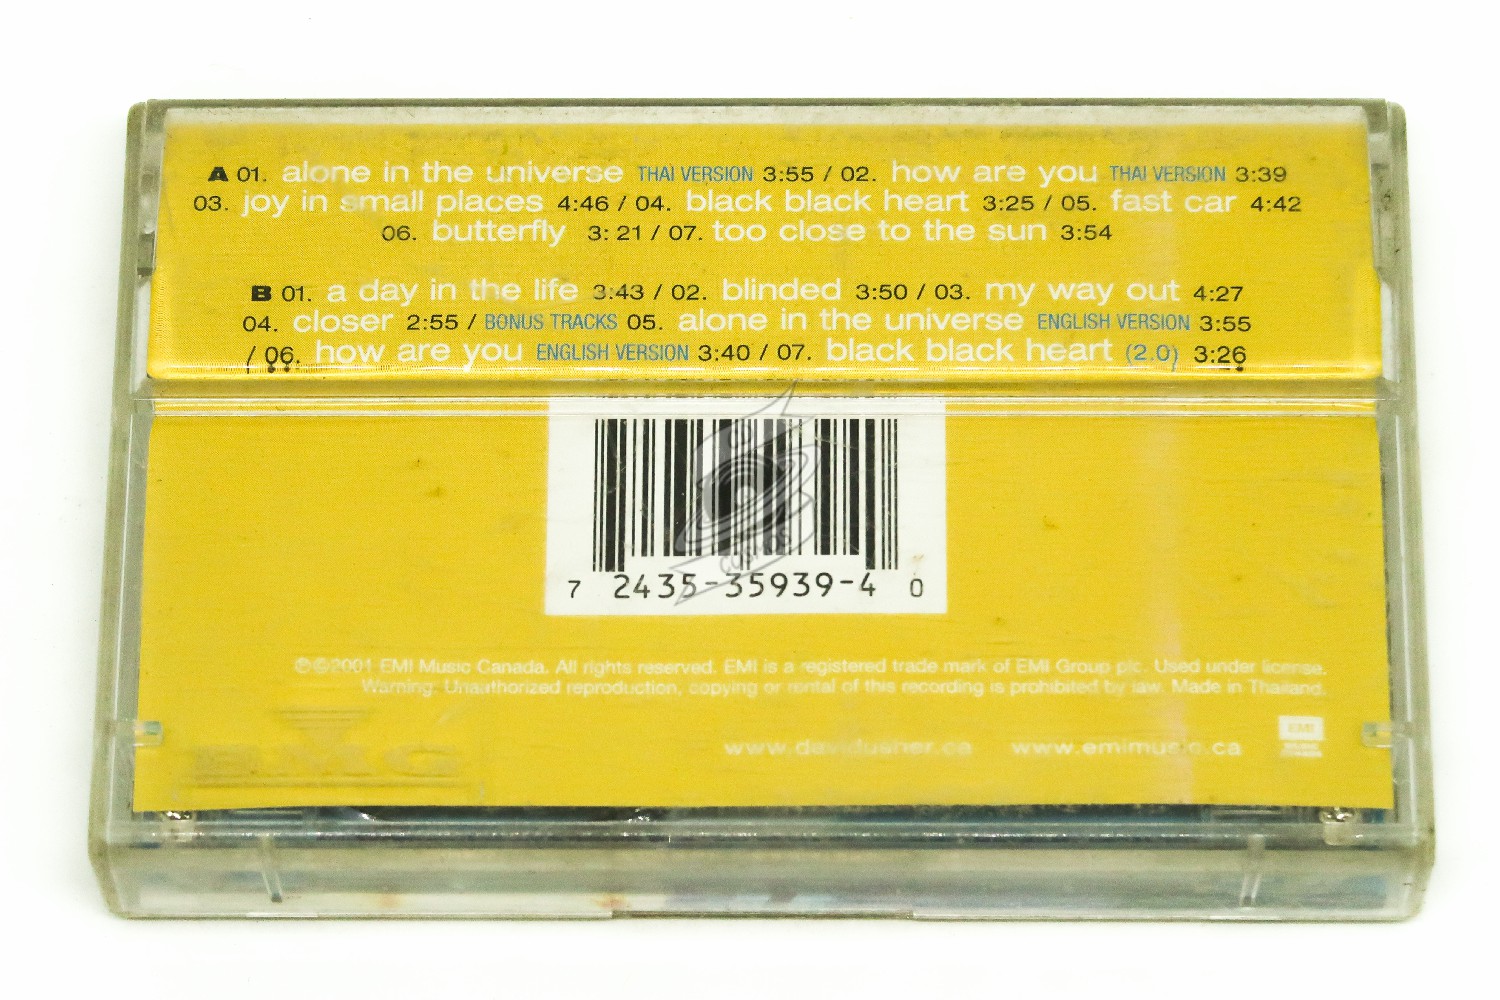 A 01. alone in the universe THAI VERSION 3:55 / 02. how are you THAI VERSION 3:39
03. joy in small places 4:46 / 04. black black heart 3:25 / 05. fast car 4:42
06. butterfly 3: 21 / 07. too close to the sun 3:54
B 01. a day in the life 3:43 / 02. blinded 3:50 / 03. my way out 4:27
04. closer 2:55 / BONUS TRACKS 05. alone in the universe ENGLISH VERSION 3:55
/ 06. how are you ENGLISH VERSION 3:40 / 07. black black heart (2.0) 3:26
7 2435-35939-4 0
℗©2001 EMI Music Canada. All rights reserved. EMI is a registered trade mark of EMI Group plc. Used under license.
Warning: Unauthorized reproduction, copying or rental of this recording is prohibited by law. Made in Thailand.
www.davidusher.ca www.emimusic.ca EMI